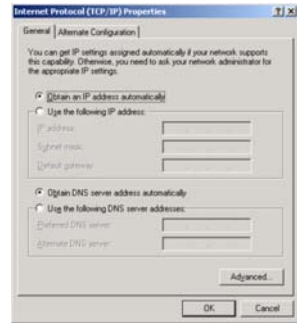 Internet Protocol (TCP/IP) Properties
General
Alternate Configuration
You can get IP settings assigned automatically if your network supports
this capability. Otherwise, you need to ask your network administrator for
the appropriate IP settings.
Obtain an IP address automatically
Use the following IP address:
IP address:
Subnet mask:
Default gateway:
Obtain DNS server address automatically
Use the following DNS server addresses:
Preferred DNS server:
Alternate DNS server:
Advanced...
OK
Cancel